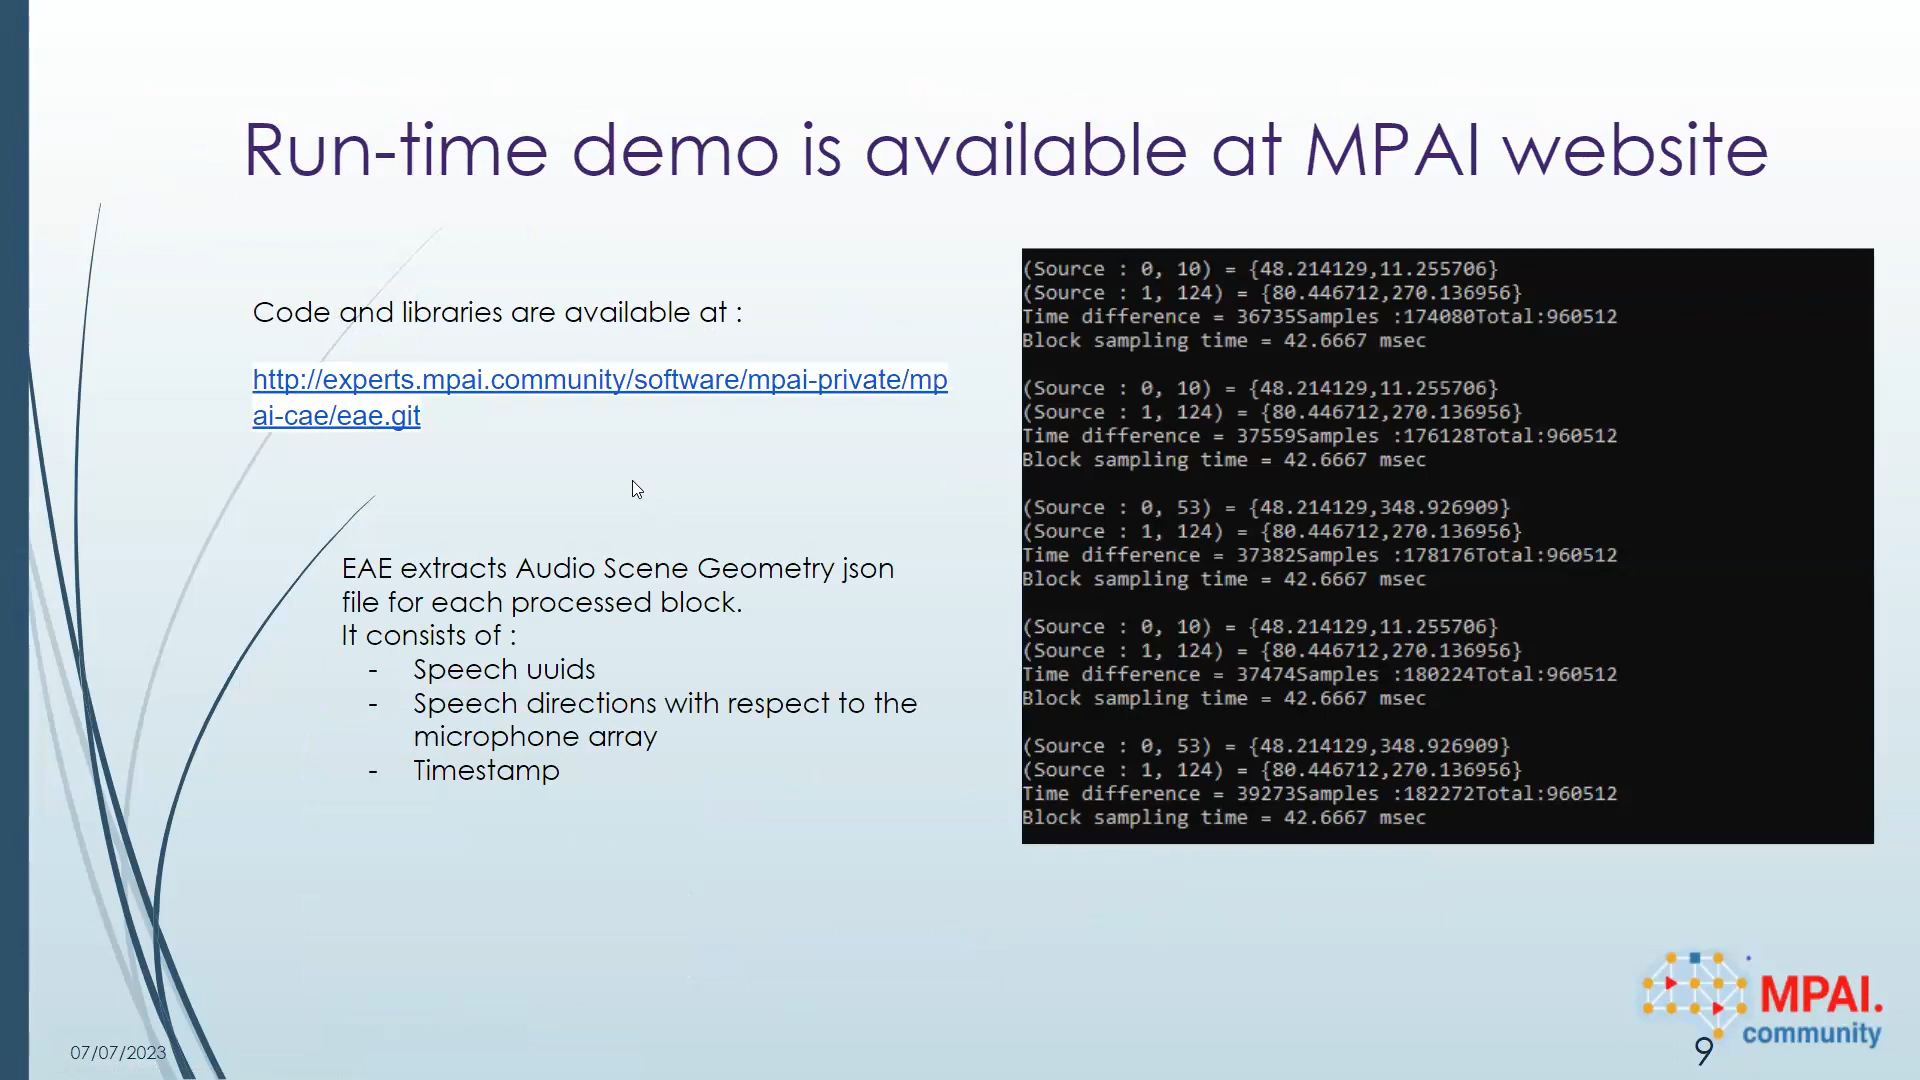 Run-time demo is available at MPAI website
Code and libraries are available at :
http://experts.mpai.community/software/mpai-private/mp
ai-cae/eae.git
EAE extracts Audio Scene Geometry json
file for each processed block.
It consists of :
- Speech uuids
- Speech directions with respect to the
microphone array
- Timestamp
(Source : 0, 10) = {48.214129,11.255706}
(Source : 1, 124) = {80.446712,270.136956}
Time difference = 36735Samples :174080Total:960512
Block sampling time = 42.6667 msec
(Source : 0, 10) = {48.214129,11.255706}
(Source : 1, 124) = {80.446712,270.136956}
Time difference = 37559Samples :176128Total:960512
Block sampling time = 42.6667 msec
(Source : 0, 53) = {48.214129,348.926909}
(Source : 1, 124) = {80.446712,270.136956}
Time difference = 37382Samples :178176Total:960512
Block sampling time = 42.6667 msec
(Source : 0, 10) = {48.214129,11.255706}
(Source : 1, 124) = {80.446712,270.136956}
Time difference = 37474Samples :180224Total:960512
Block sampling time = 42.6667 msec
(Source : 0, 53) = {48.214129,348.926909}
(Source : 1, 124) = {80.446712,270.136956}
Time difference = 39273Samples :182272Total:960512
Block sampling time = 42.6667 msec
MPAI.
community
07/07/2023
9